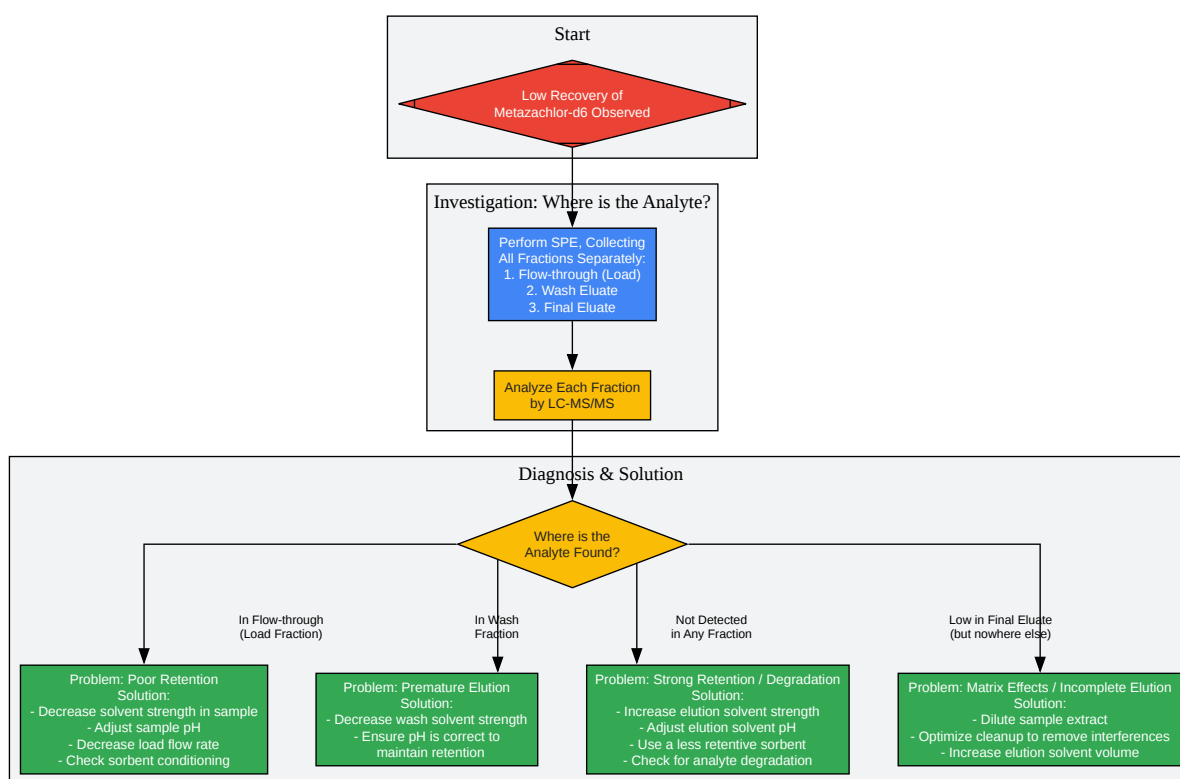 Start
Low Recovery of
Metazachlor-d6 Observed
Investigation: Where is the Analyte?
Perform SPE, Collecting
All Fractions Separately:
1. Flow-through (Load)
2. Wash Eluate
3. Final Eluate
Analyze Each Fraction
by LC-MS/MS
Diagnosis & Solution
Where is the
Analyte Found?
In Flow-through
(Load Fraction)
In Wash
Fraction
Not Detected
in Any Fraction
Low in Final Eluate
(but nowhere else)
Problem: Poor Retention
Solution:
- Decrease solvent strength in sample
- Adjust sample pH
- Decrease load flow rate
- Check sorbent conditioning
Problem: Premature Elution
Solution:
- Decrease wash solvent strength
- Ensure pH is correct to
maintain retention
Problem: Strong Retention / Degradation
Solution:
- Increase elution solvent strength
- Adjust elution solvent pH
- Use a less retentive sorbent
- Check for analyte degradation
Problem: Matrix Effects / Incomplete Elution
Solution:
- Dilute sample extract
- Optimize cleanup to remove interferences
- Increase elution solvent volume